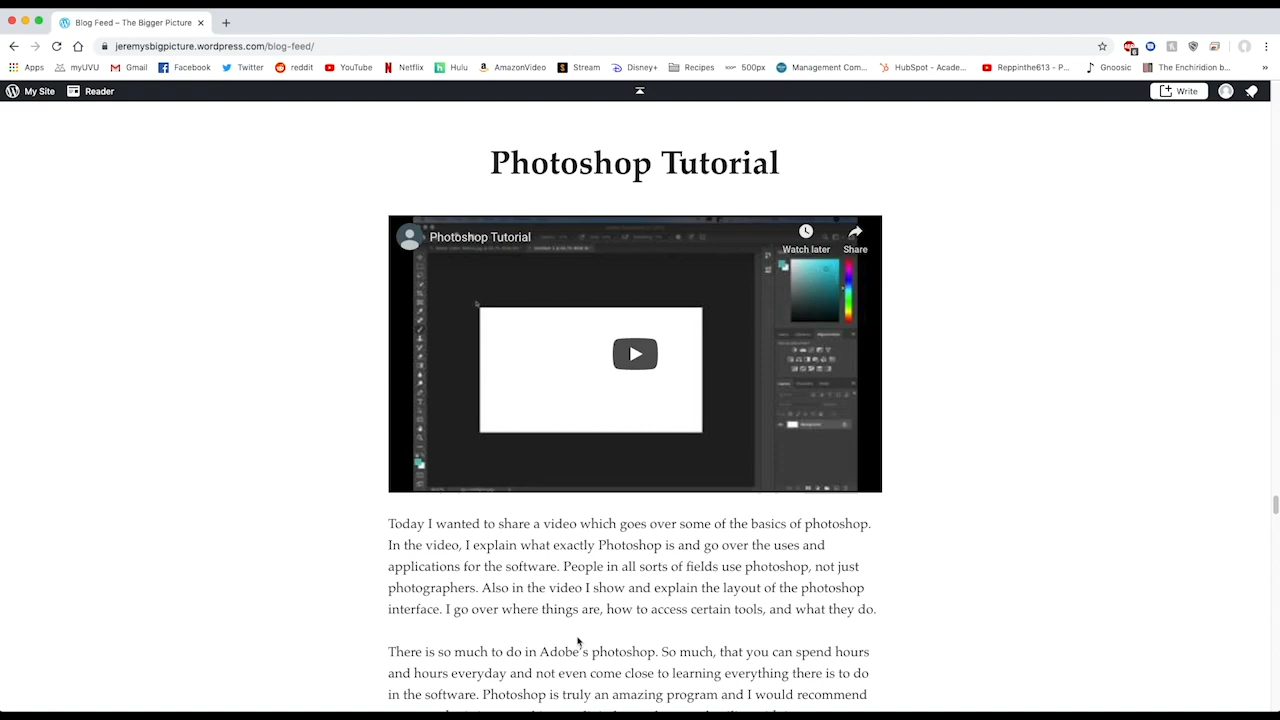 Blog Feed – The Bigger Picture
jeremysbigpicture.wordpress.com/blog-feed/
Apps myUVU Gmail Facebook Twitter reddit YouTube Netflix Hulu AmazonVideo Stream Disney+ Recipes 500px Management Com... HubSpot - Acade... Reppinthe613 - P... Gnoosic The Enchiridion b... »
My Site Reader Write
Photoshop Tutorial
Photoshop Tutorial
Watch later Share
Today I wanted to share a video which goes over some of the basics of photoshop.
In the video, I explain what exactly Photoshop is and go over the uses and
applications for the software. People in all sorts of fields use photoshop, not just
photographers. Also in the video I show and explain the layout of the photoshop
interface. I go over where things are, how to access certain tools, and what they do.
There is so much to do in Adobe's photoshop. So much, that you can spend hours
and hours everyday and not even come close to learning everything there is to do
in the software. Photoshop is truly an amazing program and I would recommend